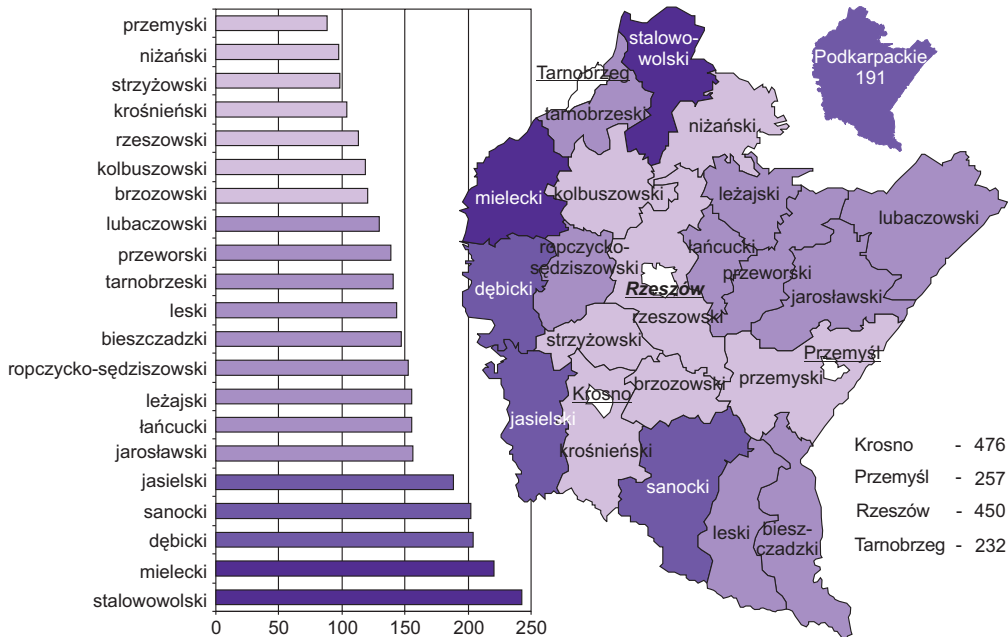 przemyski
niżański
strzyżowski
krośnieński
rzeszowski
kolbuszowski
brzozowski
lubaczowski
przeworski
tarnobrzeski
leski
bieszczadzki
ropczycko-sędziszowski
leżajski
łańcucki
jarosławski
jasielski
sanocki
dębicki
mielecki
stalowowolski
0 50 100 150 200 250
stalowo-
wolski
Tarnobrzeg
tarnobrzeski
niżański
mielecki
kolbuszowski
leżajski
lubaczowski
ropczycko-
sędziszowski
łańcucki
przeworski
dębicki
jarosławski
Rzeszów
rzeszowski
strzyżowski
Przemyśl
przemyski
brzozowski
Krosno
jasielski
krośnieński
sanocki
leski
biesz-
czadzki
Podkarpackie
191
Krosno - 476
Przemyśl - 257
Rzeszów - 450
Tarnobrzeg - 232